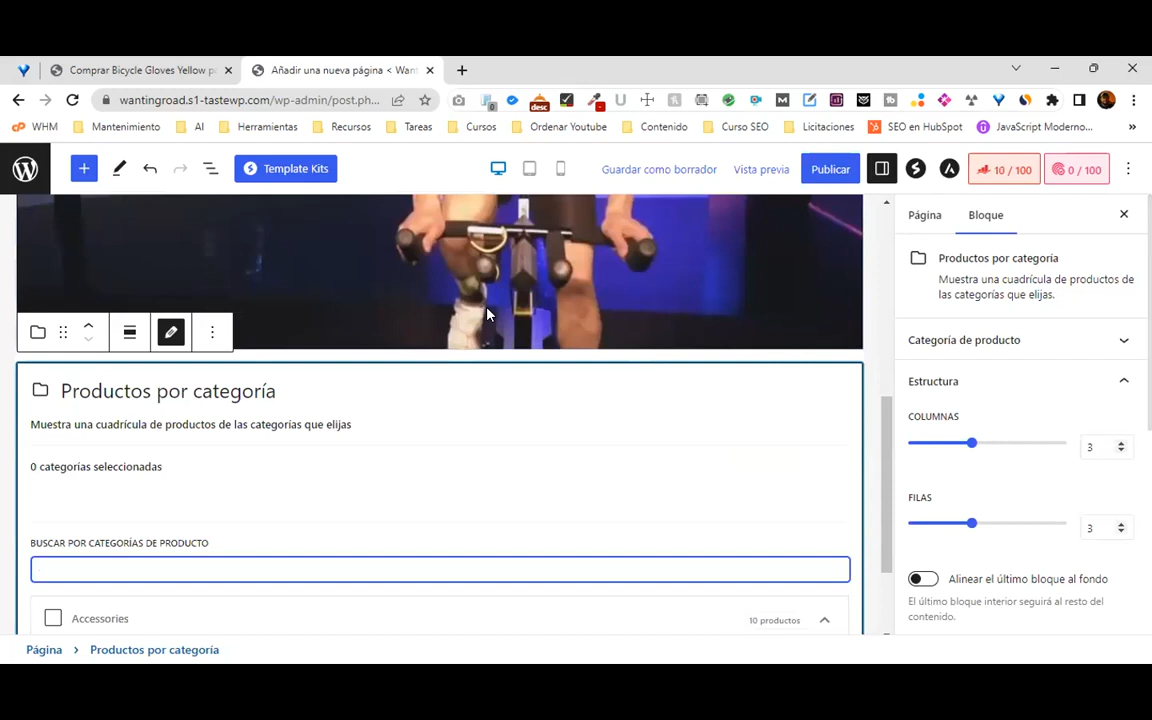 Comprar Bicycle Gloves Yellow po
Añadir una nueva página < Want
wantingroad.s1-tastewp.com/wp-admin/post.ph...
0
desc
WHM
Mantenimiento
AI
Herramientas
Recursos
Tareas
Cursos
Ordenar Youtube
Contenido
Curso SEO
Licitaciones
SEO en HubSpot
JavaScript Moderno...
Template Kits
Guardar como borrador
Vista previa
Publicar
10 / 100
0 / 100
Página
Bloque
Productos por categoría
Muestra una cuadrícula de productos de
las categorías que elijas.
Categoría de producto
Estructura
COLUMNAS
3
FILAS
3
Alinear el último bloque al fondo
El último bloque interior seguirá al resto del
contenido.
Productos por categoría
Muestra una cuadrícula de productos de las categorías que elijas
0 categorías seleccionadas
BUSCAR POR CATEGORÍAS DE PRODUCTO
Accessories
10 productos
Página > Productos por categoría